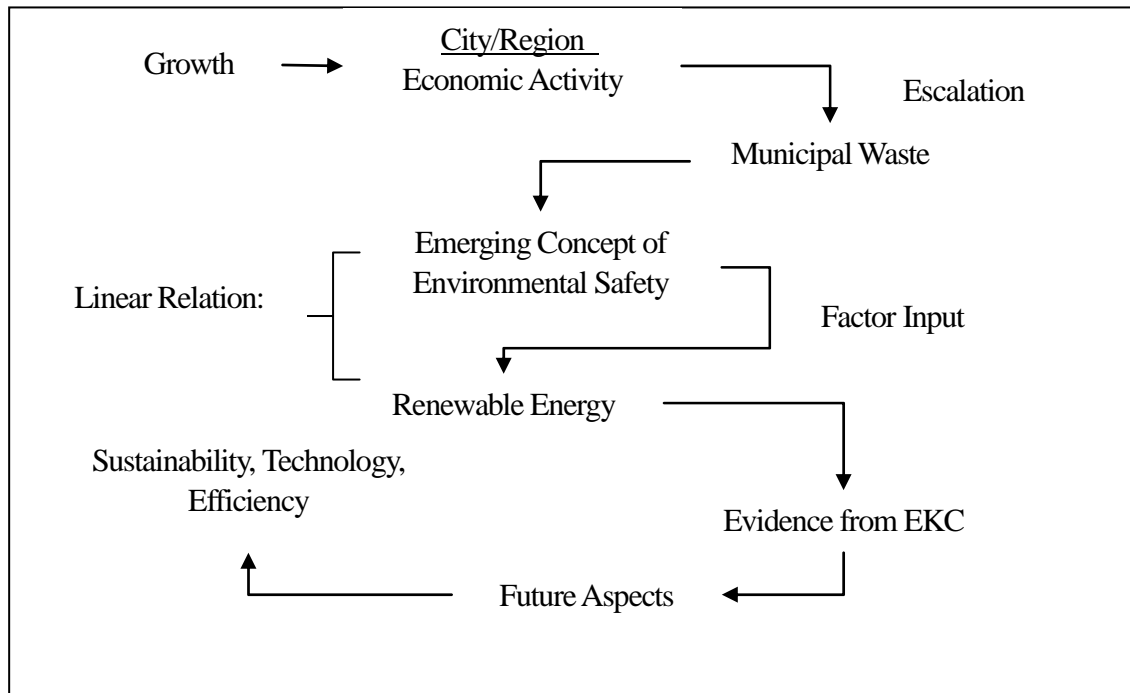 City/Region
Growth
Economic Activity
Escalation
Municipal Waste
Emerging Concept of
Environmental Safety
Linear Relation:
Factor Input
Renewable Energy
Sustainability, Technology,
Efficiency
Evidence from EKC
Future Aspects